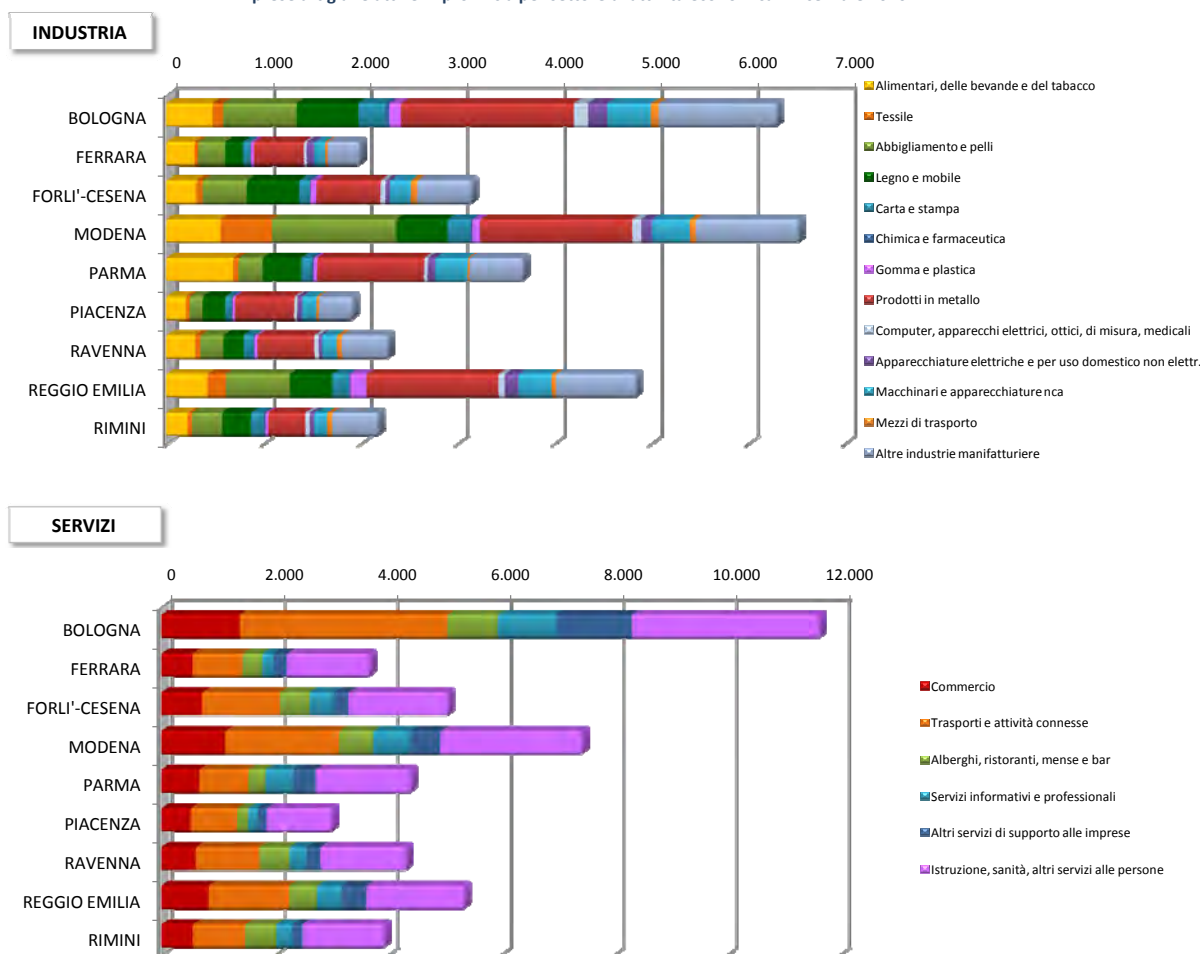 INDUSTRIA
0 1.000 2.000 3.000 4.000 5.000 6.000 7.000
BOLOGNA
FERRARA
FORLI'-CESENA
MODENA
PARMA
PIACENZA
RAVENNA
REGGIO EMILIA
RIMINI
Alimentari, delle bevande e del tabacco
Tessile
Abbigliamento e pelli
Legno e mobile
Carta e stampa
Chimica e farmaceutica
Gomma e plastica
Prodotti in metallo
Computer, apparecchi elettrici, ottici, di misura, medicali
Apparecchiature elettriche e per uso domestico non elettr.
Macchinari e apparecchiature nca
Mezzi di trasporto
Altre industrie manifatturiere
SERVIZI
0 2.000 4.000 6.000 8.000 10.000 12.000
BOLOGNA
FERRARA
FORLI'-CESENA
MODENA
PARMA
PIACENZA
RAVENNA
REGGIO EMILIA
RIMINI
Commercio
Trasporti e attività connesse
Alberghi, ristoranti, mense e bar
Servizi informativi e professionali
Altri servizi di supporto alle imprese
Istruzione, sanità, altri servizi alle persone